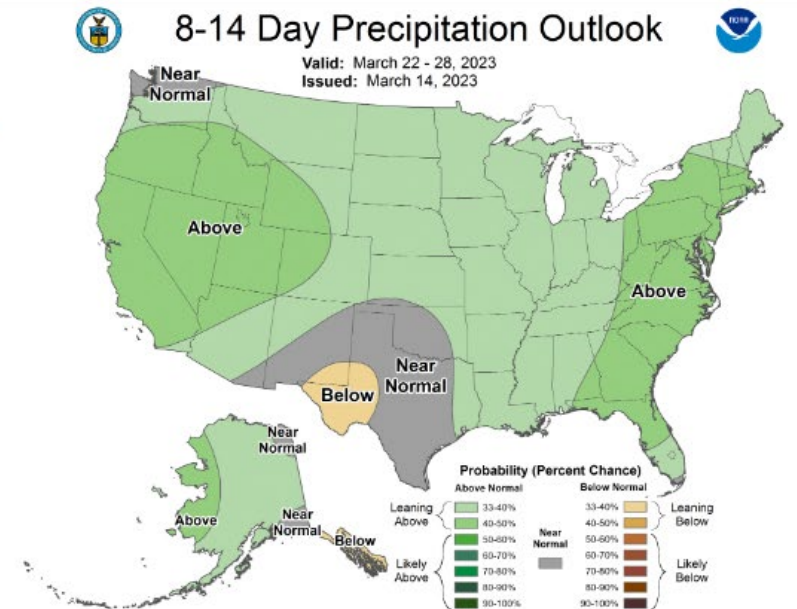 8-14 Day Precipitation Outlook
NOAA
Valid: March 22 - 28, 2023
Issued: March 14, 2023
Near
Normal
Above
Above
Near
Normal
Below
Near
Normal
Above
Near
Normal
Below
Probability (Percent Chance)
Above Normal Below Normal
Leaning
Above
33-40%
40-50%
Likely
Above
50-60%
60-70%
70-80%
80-90%
90-100%
Near
Normal
33-40%
40-50%
Leaning
Below
50-60%
60-70%
70-80%
80-90%
90-100%
Likely
Below